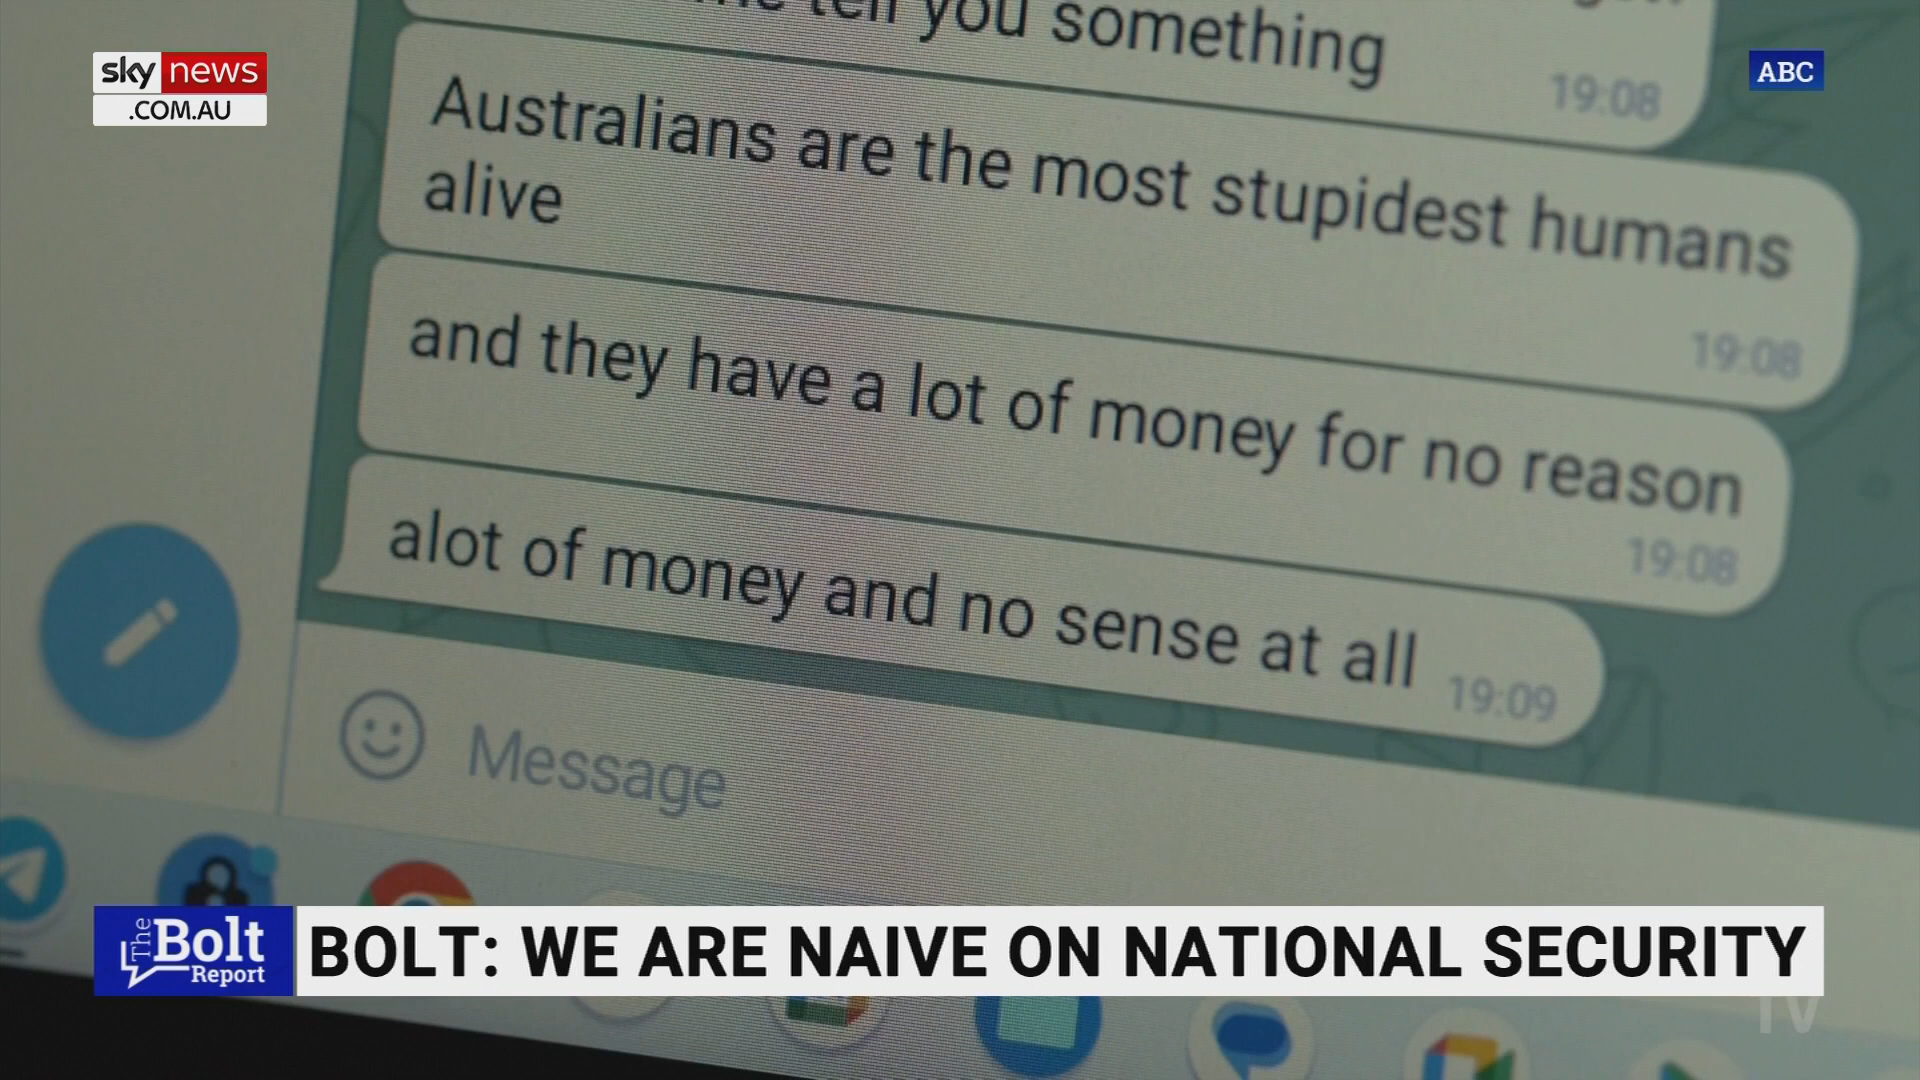 tell you something
19:08
sky news
.COM.AU
ABC
Australians are the most stupidest humans
alive
19:08
and they have a lot of money for no reason
19:08
alot of money and no sense at all
19:09
Message
The Bolt Report
BOLT: WE ARE NAIVE ON NATIONAL SECURITY
TV